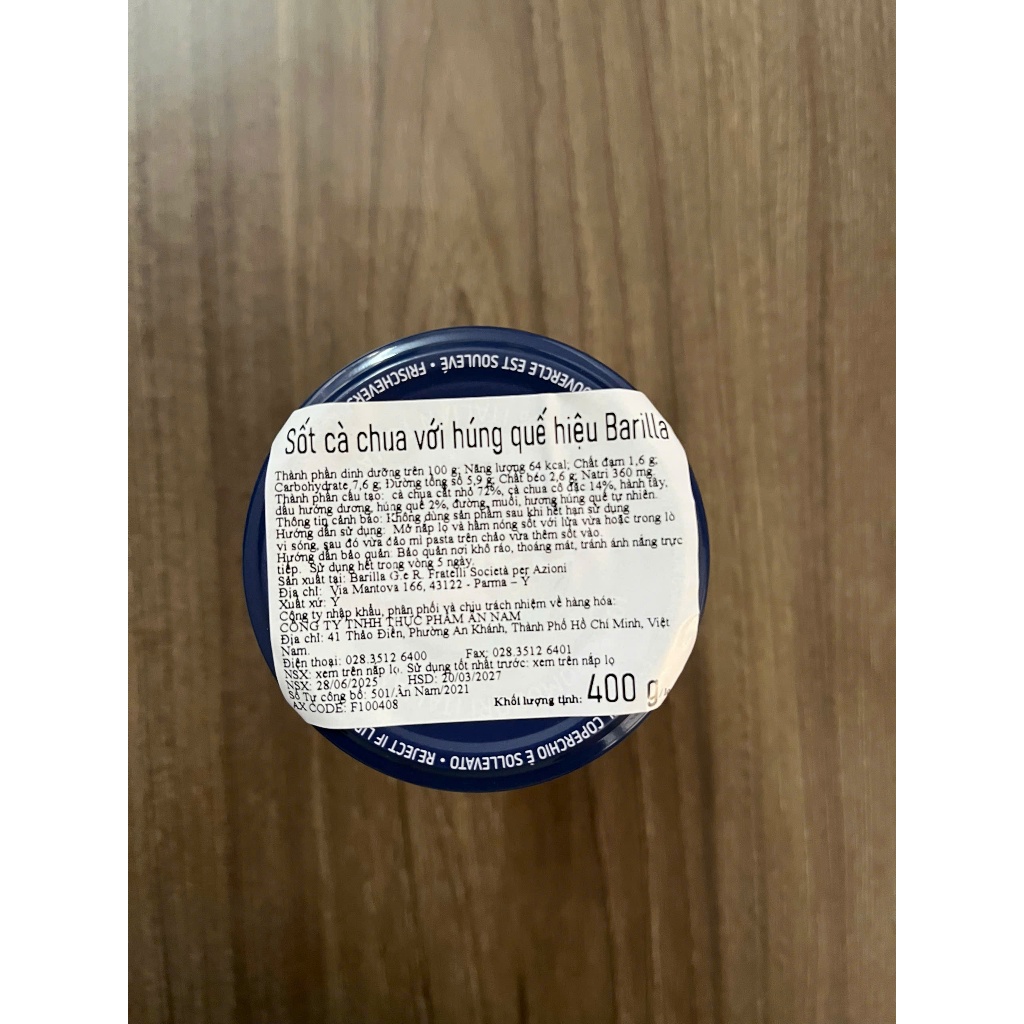 OUVERCLE EST SOULEVÉ • FRISCHEVERS
Sốt cà chua với húng quế hiệu Barilla
Thành phần dinh dưỡng trên 100 g: Năng lượng 64 kcal; Chất đạm 1,6 g;
Carbohydrate 7,6 g; Đường tổng số 5,9 g; Chất béo 2,6 g; Natri 360 mg.
Thành phần cấu tạo: cà chua cắt nhỏ 72%, cà chua cô đặc 14%, hành tây,
dầu hướng dương, húng quế 2%, đường, muối, hương húng quế tự nhiên.
Thông tin cảnh báo: Không dùng sản phẩm sau khi hết hạn sử dụng
Hướng dẫn sử dụng: Mở nắp lọ và hâm nóng sốt với lửa vừa hoặc trong lò
vi sóng, sau đó vừa đảo mì pasta trên chảo vừa thêm sốt vào.
Hướng dẫn bảo quản: Bảo quản nơi khô ráo, thoáng mát, tránh ánh nắng trực
tiếp. Sử dụng hết trong vòng 5 ngày.
Sản xuất tại: Barilla G.e R. Fratelli Società per Azioni
Địa chỉ: Via Mantova 166, 43122 - Parma – Ý
Xuất xứ: Ý
Công ty nhập khẩu, phân phối và chịu trách nhiệm về hàng hóa:
CÔNG TY TNHH THỰC PHẨM AN NAM
Địa chỉ: 41 Thảo Điền, Phường An Khánh, Thành Phố Hồ Chí Minh, Việt
Nam.
Điện thoại: 028.3512 6400 Fax: 028.3512 6401
NSX: xem trên nắp lọ. Sử dụng tốt nhất trước: xem trên nắp lọ
NSX: 28/06/2025 HSD: 20/03/2027
Số Tự công bố: 501/An Nam/2021
AX CODE: F100408
Khối lượng tịnh: 400 g
COPERCHIO È SOLLEVATO • REJECT IF